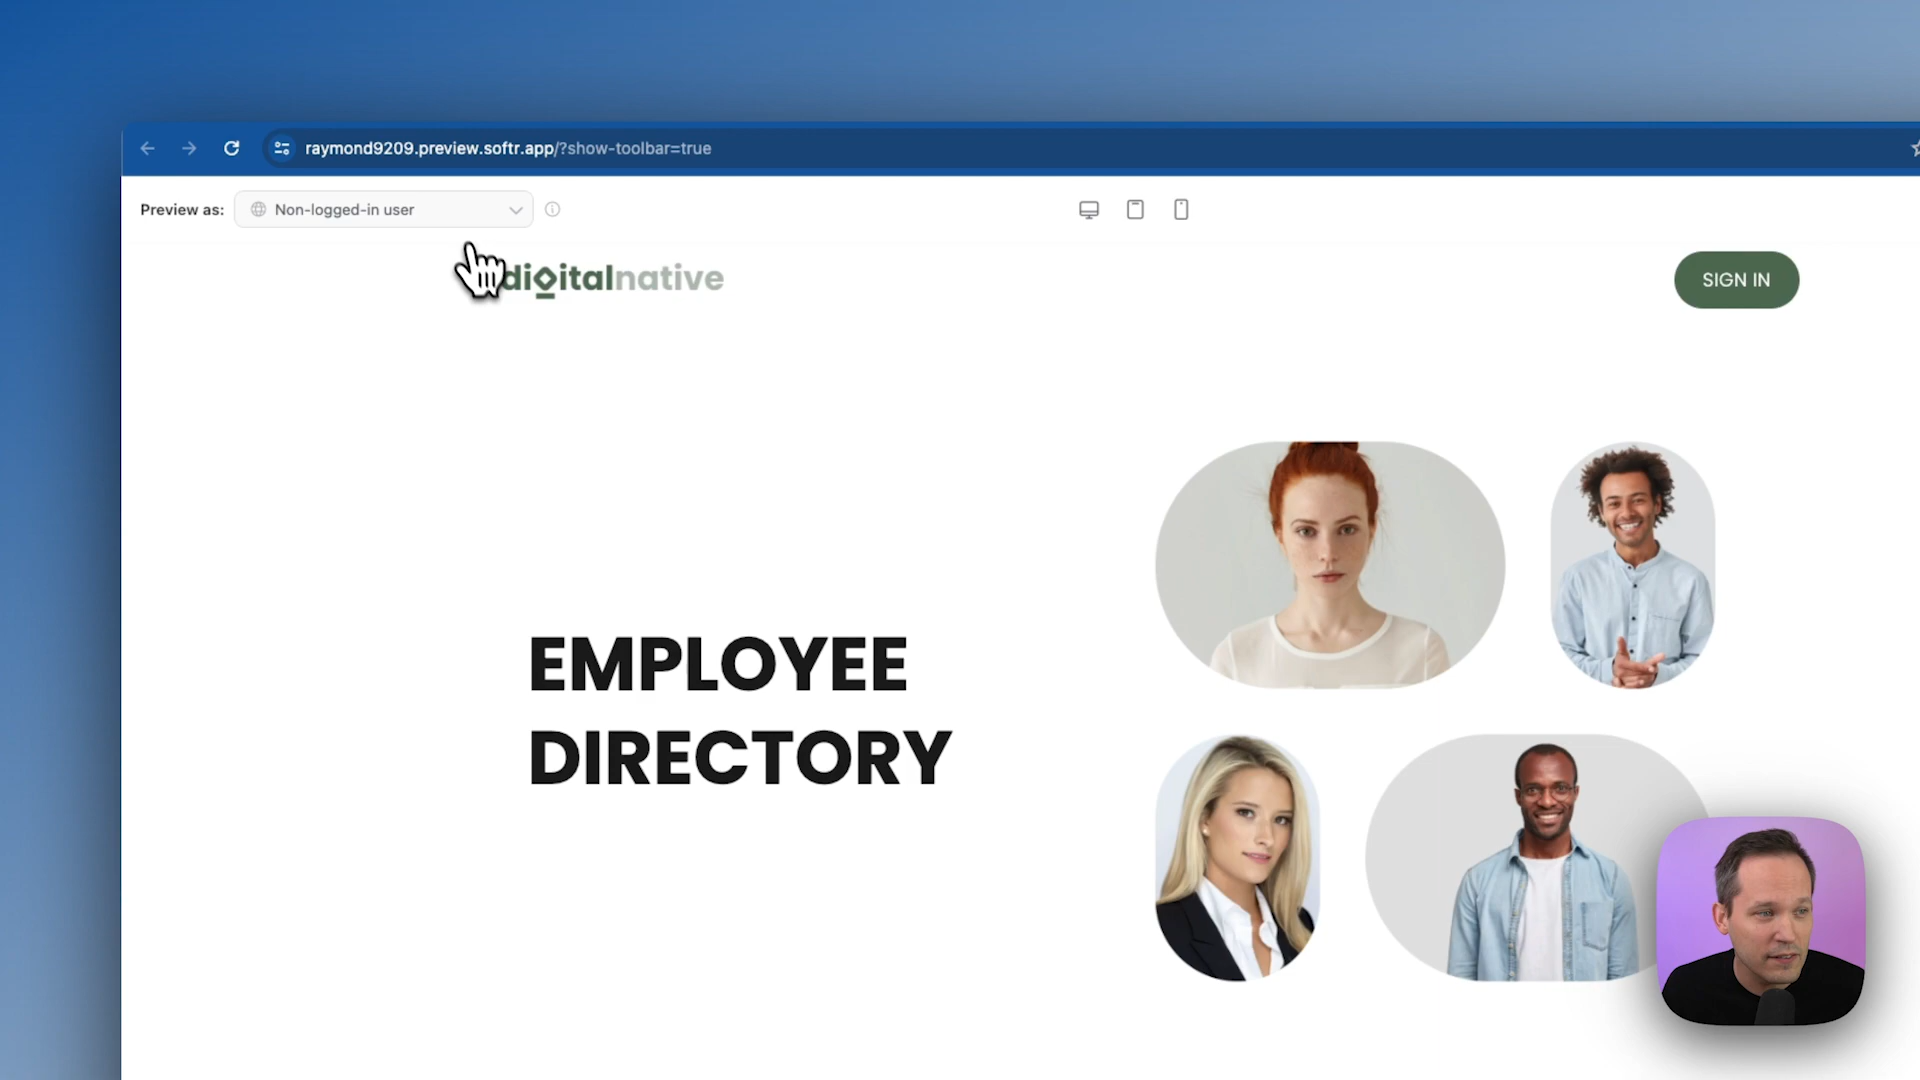 raymond9209.preview.softr.app/?show-toolbar=true
Preview as: Non-logged-in user
digitalnative
SIGN IN
EMPLOYEE
DIRECTORY